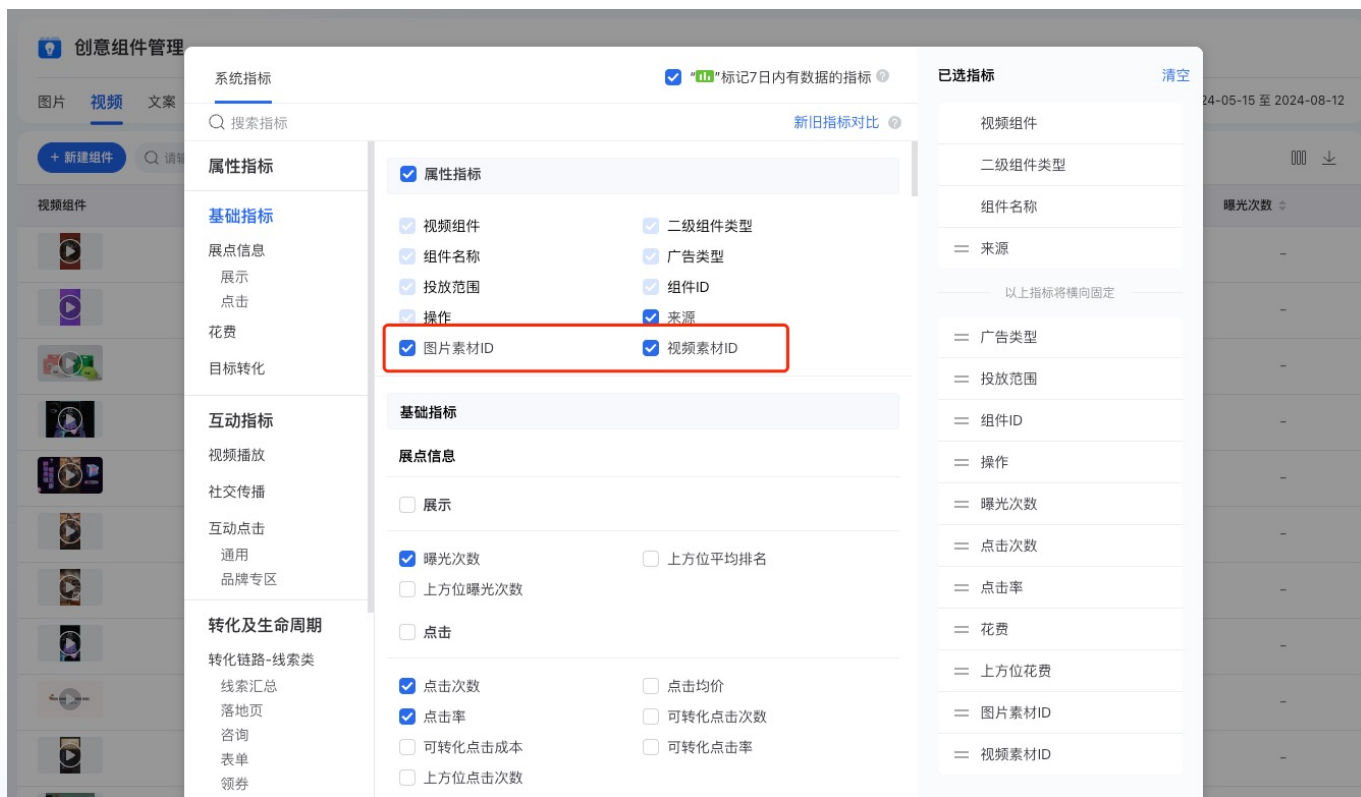 创意组件管理
图片 视频 文案
24-05-15 至 2024-08-12
+ 新建组件 请输
视频组件
曝光次数
系统指标
“ ”标记7日内有数据的指标
搜索指标
新旧指标对比
属性指标
基础指标
展点信息
展示
点击
花费
目标转化
互动指标
视频播放
社交传播
互动点击
通用
品牌专区
转化及生命周期
转化链路-线索类
线索汇总
落地页
咨询
表单
领券
属性指标
视频组件 二级组件类型
组件名称 广告类型
投放范围 组件ID
操作 来源
图片素材ID 视频素材ID
基础指标
展点信息
展示
曝光次数 上方位平均排名
上方位曝光次数
点击
点击次数 点击均价
点击率 可转化点击次数
可转化点击成本 可转化点击率
上方位点击次数
已选指标 清空
视频组件
二级组件类型
组件名称
来源
以上指标将横向固定
广告类型
投放范围
组件ID
操作
曝光次数
点击次数
点击率
花费
上方位花费
图片素材ID
视频素材ID